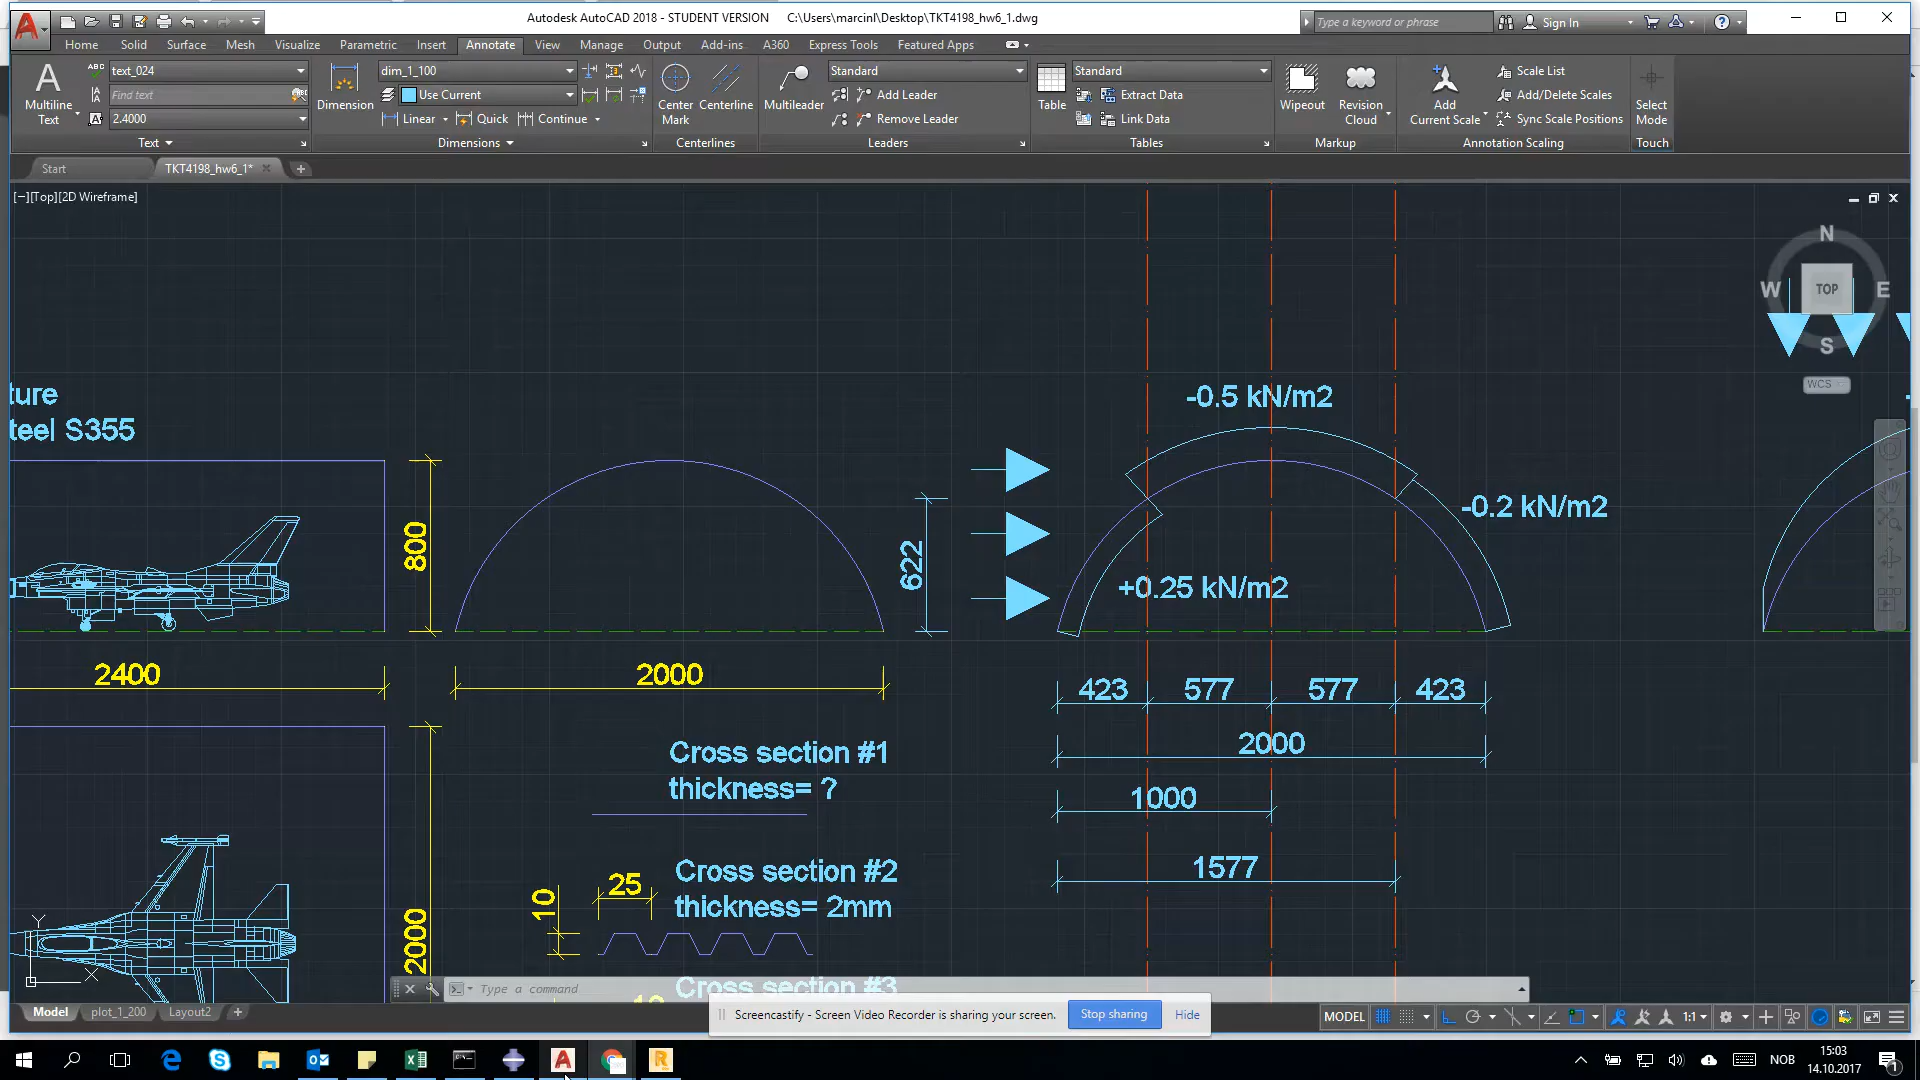 Autodesk AutoCAD 2018 - STUDENT VERSION C:\Users\marcinl\Desktop\TKT4198_hw6_1.dwg
Type a keyword or phrase
Sign In
Home Solid Surface Mesh Visualize Parametric Insert Annotate View Manage Output Add-ins A360 Express Tools Featured Apps
Multiline
Text
text_024
Find text
2.4000
Dimension
dim_1_100
Use Current
Linear Quick Continue
Center
Mark
Centerline
Multileader
Standard
Add Leader
Remove Leader
Table
Standard
Extract Data
Link Data
Wipeout
Revision
Cloud
Add
Current Scale
Scale List
Add/Delete Scales
Sync Scale Positions
Select
Mode
Text Dimensions Centerlines Leaders Tables Markup Annotation Scaling Touch
Start TKT4198_hw6_1*
[−][Top][2D Wireframe]
N
W TOP E
S
WCS
ture
teel S355
-0.5 kN/m2
-0.2 kN/m2
+0.25 kN/m2
800
622
2400
2000
423 577 577 423
2000
1000
1577
Cross section #1
thickness= ?
Cross section #2
thickness= 2mm
25
10
2000
Y
X
Cross section #3
Type a command
Model plot_1_200 Layout2
Screencastify - Screen Video Recorder is sharing your screen. Stop sharing Hide
MODEL 1:1
NOB
15:03
14.10.2017
1